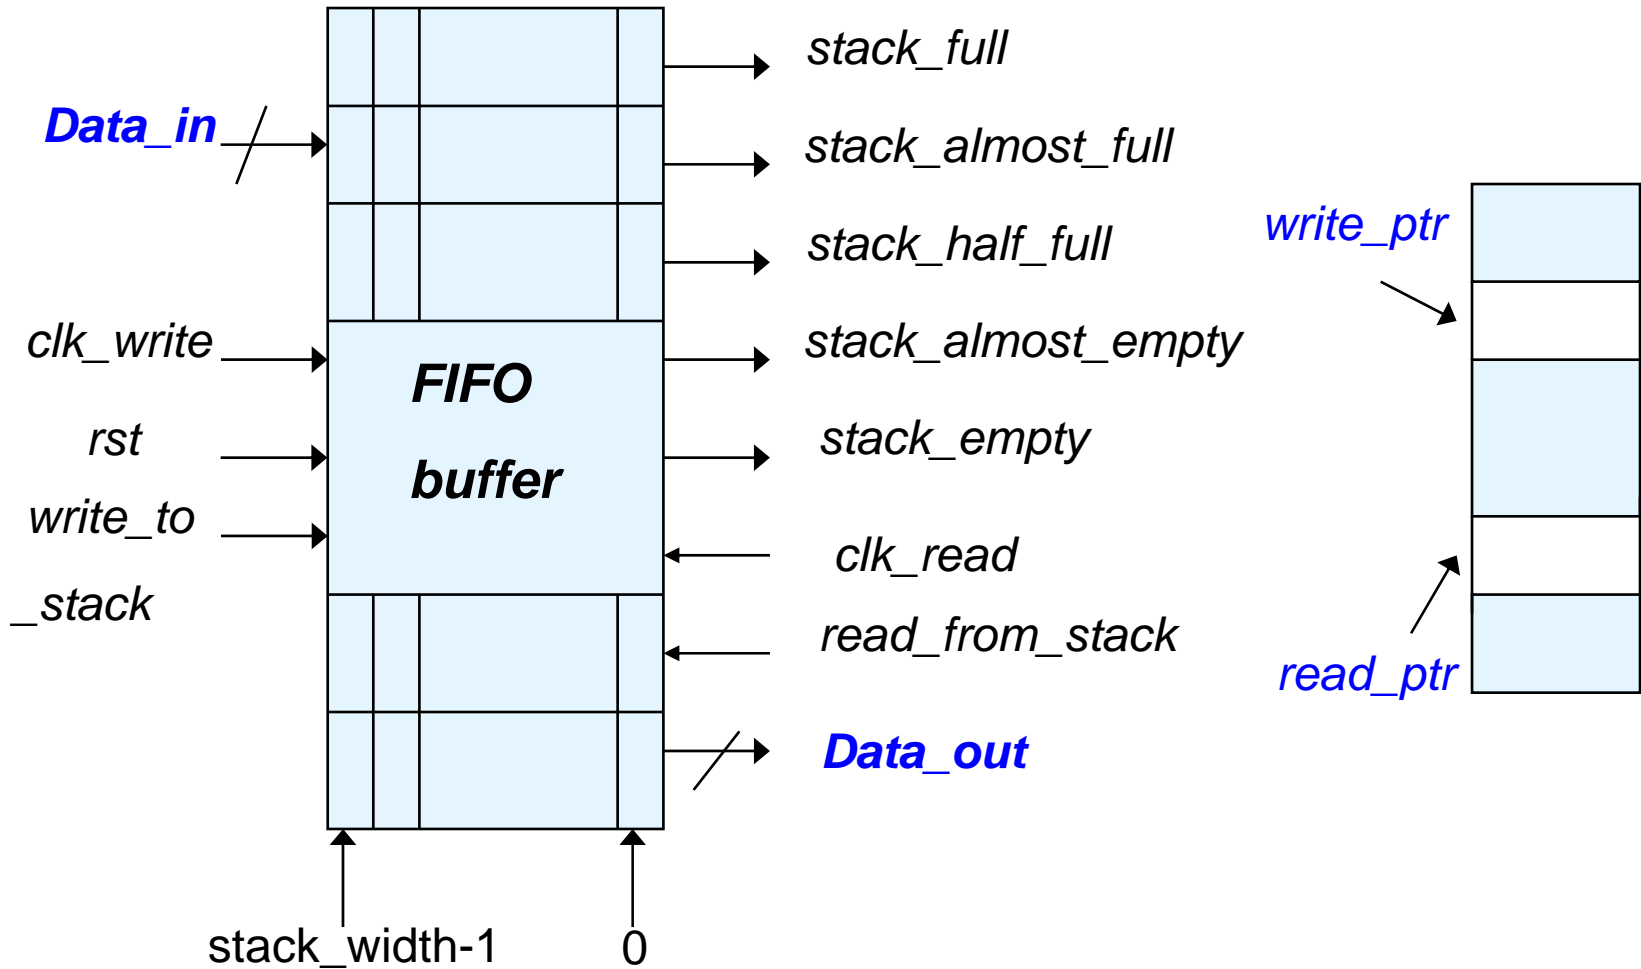 stack_full
Data_in
stack_almost_full
write_ptr
stack_half_full
clk_write
stack_almost_empty
FIFO
rst
stack_empty
buffer
write_to
clk_read
_stack
read_from_stack
read_ptr
Data_out
stack_width-1
0